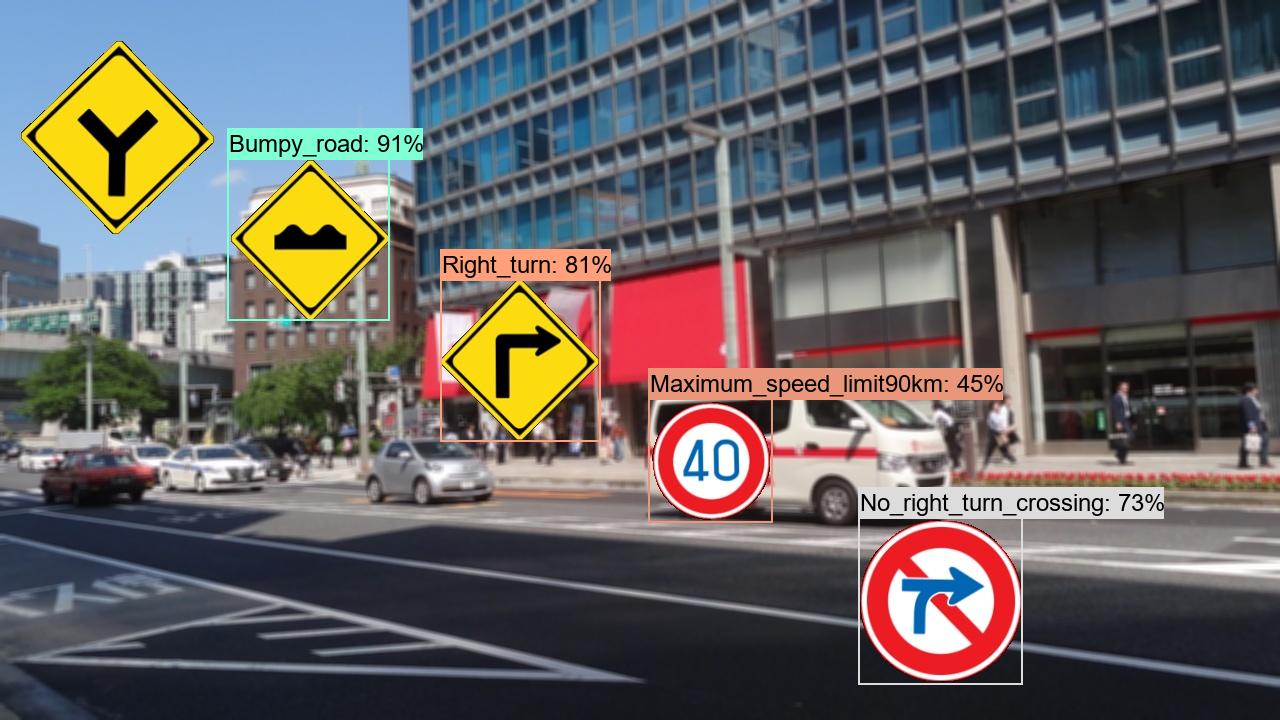 Bumpy_road: 91%
Right_turn: 81%
Maximum_speed_limit90km: 45%
40
No_right_turn_crossing: 73%